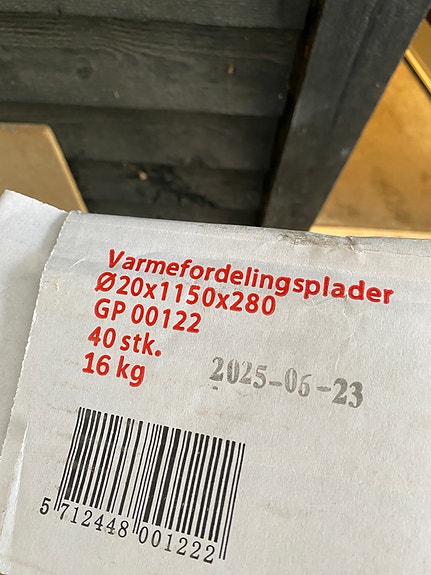 Varmefordelingsplader
Ø20x1150x280
GP 00122
40 stk.
16 kg
2025-06-23
5 712448 001222